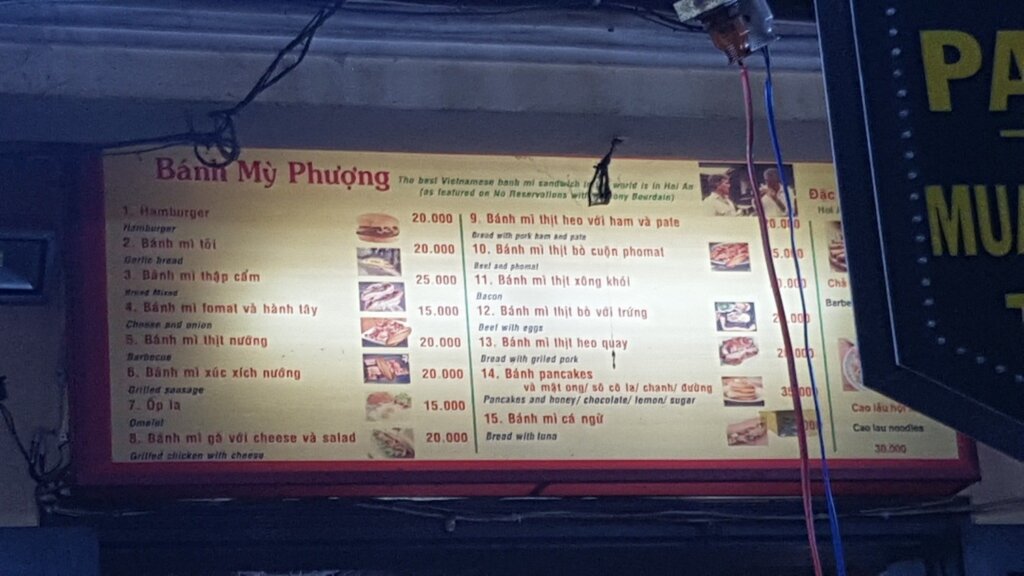 Bánh Mỳ Phượng
The best Vietnamese banh mi sandwich in world is in Hoi An
(as featured on No Reservations with Bourdain)
1. Hamburger
Hamburger
20.000
2. Bánh mì tỏi
Garlic bread
20.000
3. Bánh mì thập cẩm
Bread Mixed
25.000
4. Bánh mì fomat và hành tây
Cheese and onion
15.000
5. Bánh mì thịt nướng
Barbecue
20.000
6. Bánh mì xúc xích nướng
Grilled sausage
20.000
7. Ốp la
Omelet
15.000
8. Bánh mì gà với cheese và salad
Grilled chicken with cheese
20.000
9. Bánh mì thịt heo với ham và pate
Bread with pork ham and pate
10. Bánh mì thịt bò cuộn phomat
Beef and phomat
11. Bánh mì thịt xông khói
Bacon
12. Bánh mì thịt bò với trứng
Beef with eggs
13. Bánh mì thịt heo quay
Bread with griled pork
14. Bánh pancakes
và mật ong/ sô cô la/ chanh/ đường
Pancakes and honey/ chocolate/ lemon/ sugar
15. Bánh mì cá ngừ
Bread with tuna
Đặc
Cao lầu
Cao lau noodles
30.000
PA
MUA